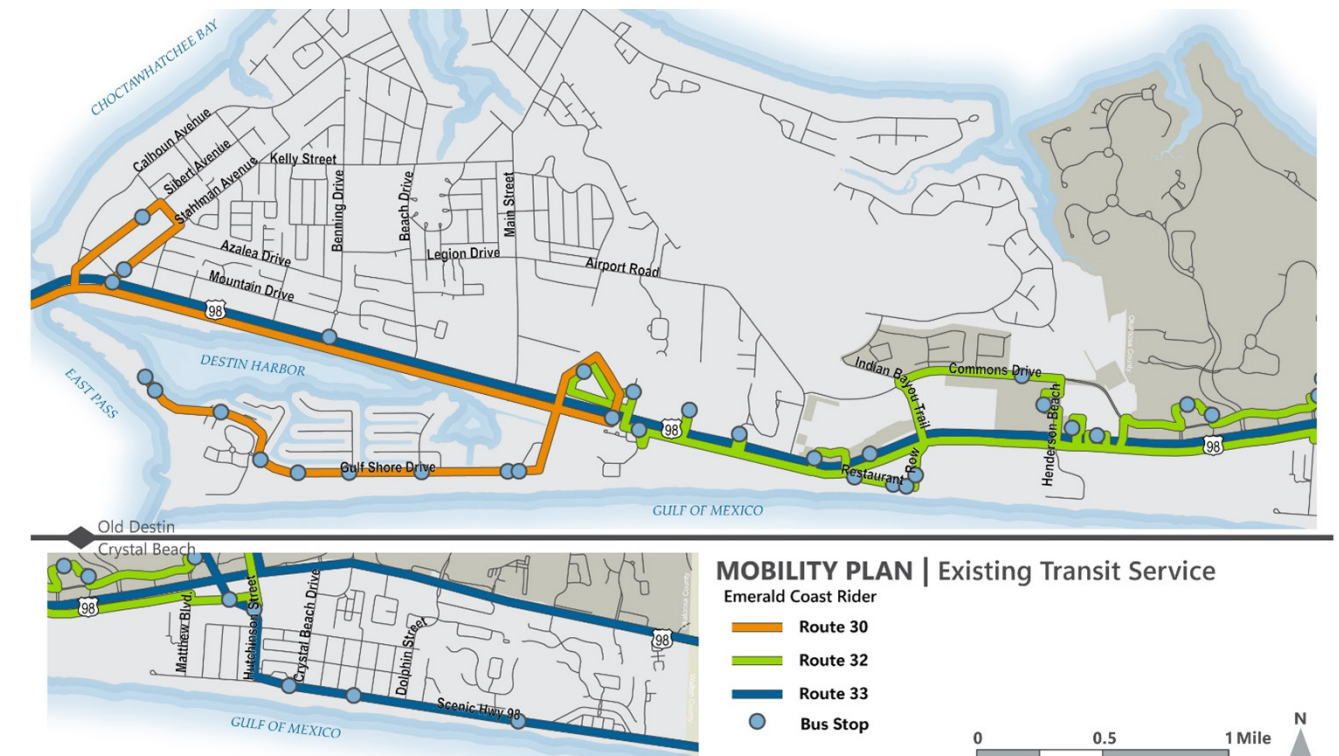 CHOCTAWHATCHEE BAY
Calhoun Avenue
Sibert Avenue
Stahlman Avenue
Kelly Street
Benning Drive
Beach Drive
Main Street
Azalea Drive
Legion Drive
Airport Road
Mountain Drive
98
DESTIN HARBOR
EAST PASS
Indian Bayou Trail
Commons Drive
Henderson Beach
98
98
Gulf Shore Drive
Restaurant Row
GULF OF MEXICO
Old Destin
Crystal Beach
98
Matthew Blvd.
Hutchinson Street
Crystal Beach Drive
Dolphin Street
98
Scenic Hwy 98
GULF OF MEXICO
MOBILITY PLAN | Existing Transit Service
Emerald Coast Rider
Route 30
Route 32
Route 33
Bus Stop
0 0.5 1 Mile
N